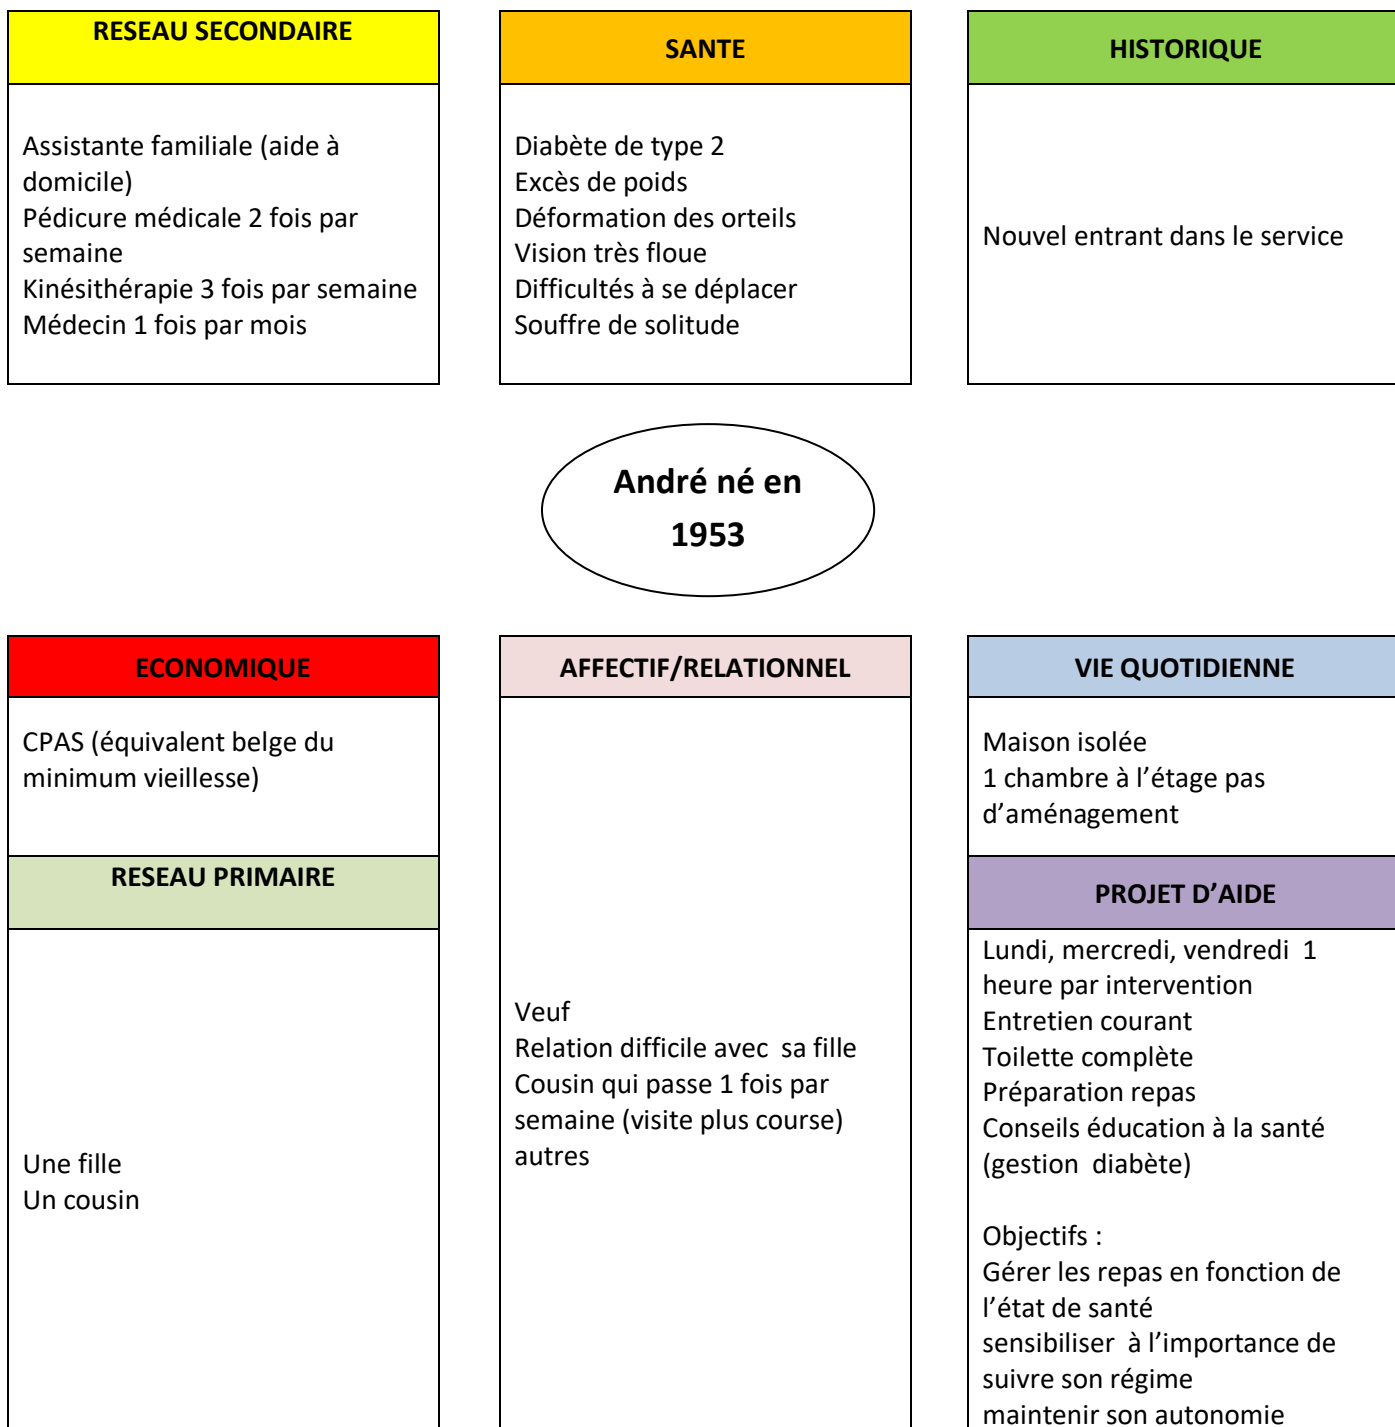 RESEAU SECONDAIRE
Assistante familiale (aide à
domicile)
Pédicure médicale 2 fois par
semaine
Kinésithérapie 3 fois par semaine
Médecin 1 fois par mois
SANTE
Diabète de type 2
Excès de poids
Déformation des orteils
Vision très floue
Difficultés à se déplacer
Souffre de solitude
HISTORIQUE
Nouvel entrant dans le service
André né en
1953
ECONOMIQUE
CPAS (équivalent belge du
minimum vieillesse)
RESEAU PRIMAIRE
Une fille
Un cousin
AFFECTIF/RELATIONNEL
Veuf
Relation difficile avec sa fille
Cousin qui passe 1 fois par
semaine (visite plus course)
autres
VIE QUOTIDIENNE
Maison isolée
1 chambre à l’étage pas
d’aménagement
PROJET D’AIDE
Lundi, mercredi, vendredi 1
heure par intervention
Entretien courant
Toilette complète
Préparation repas
Conseils éducation à la santé
(gestion diabète)
Objectifs :
Gérer les repas en fonction de
l’état de santé
sensibiliser à l’importance de
suivre son régime
maintenir son autonomie